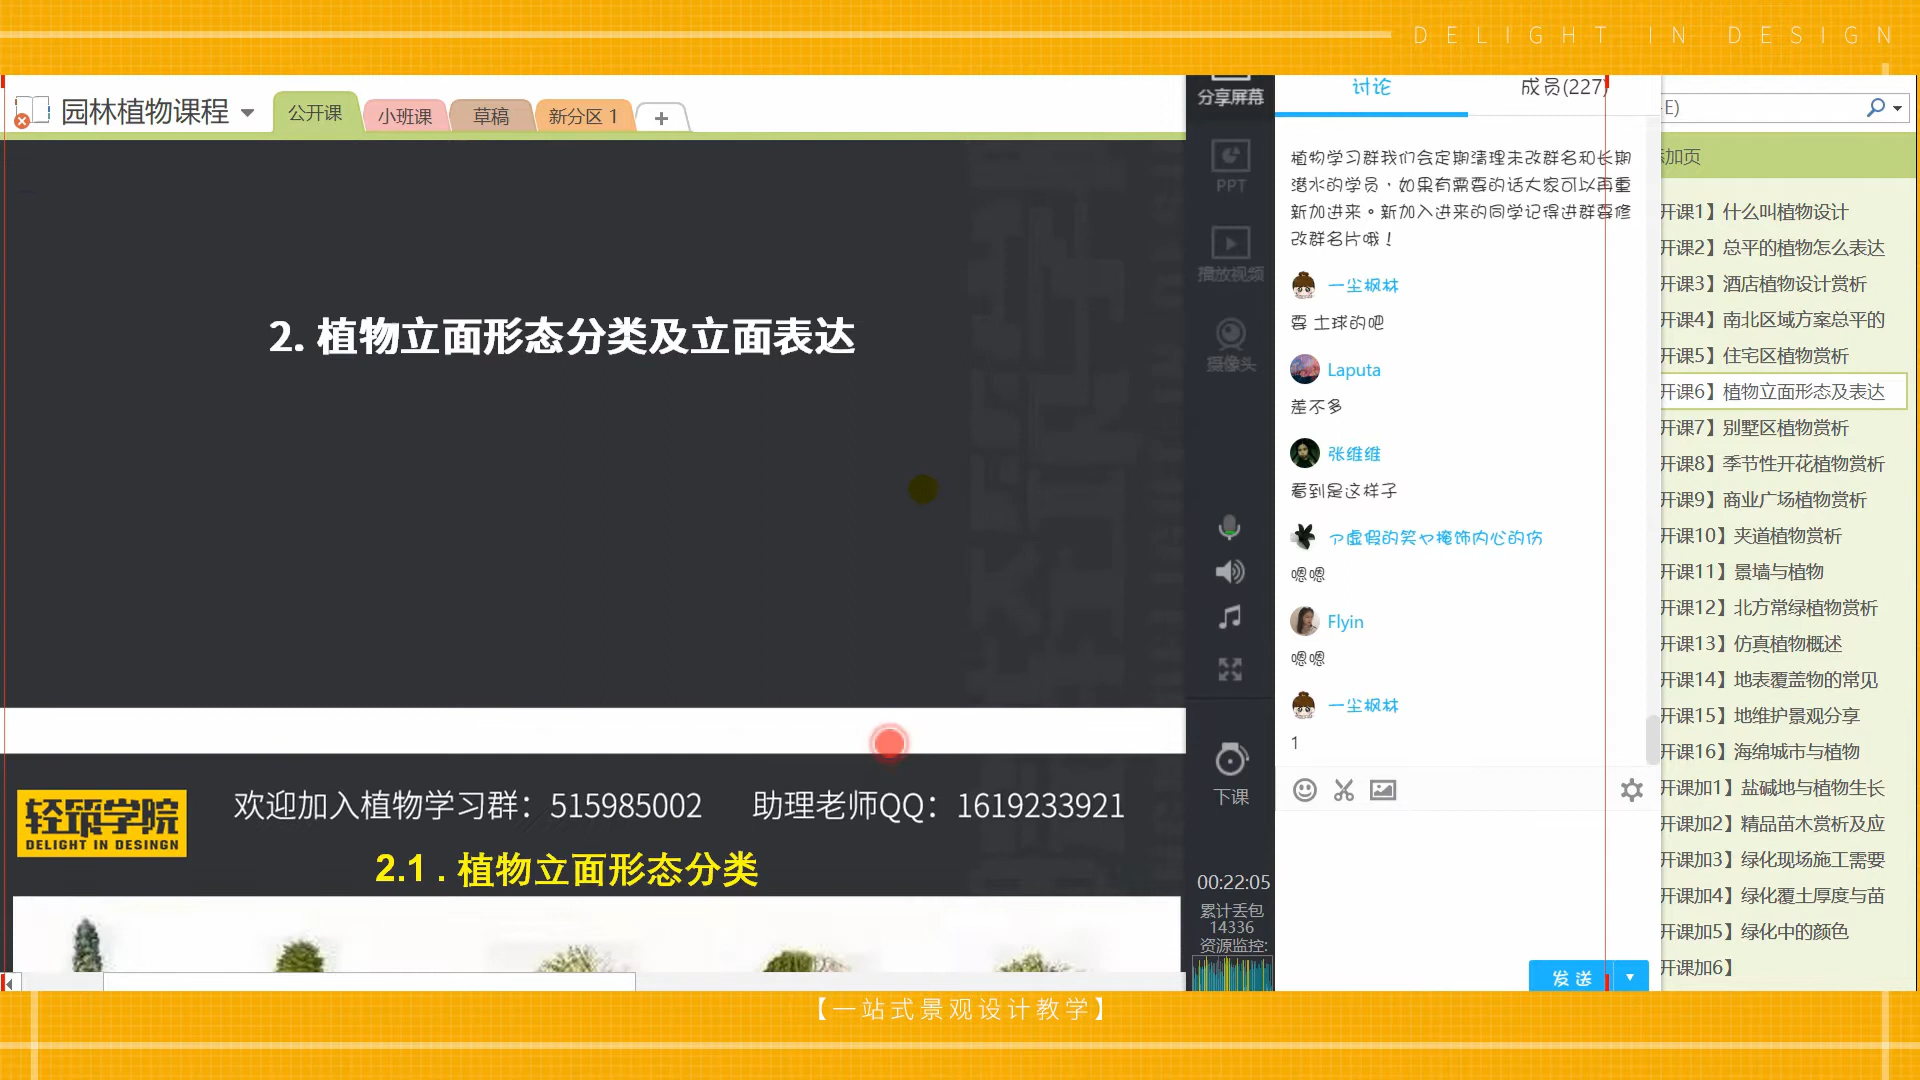 DELIGHT IN DESIGN
园林植物课程
公开课
小班课
草稿
新分区 1
2. 植物立面形态分类及立面表达
轻筑学院
DELIGHT IN DESINGN
欢迎加入植物学习群：515985002 助理老师QQ：1619233921
2.1 . 植物立面形态分类
分享屏幕
PPT
播放视频
摄像头
下课
00:22:05
累计丢包
14336
资源监控:
讨论
成员(227)
植物学习群我们会定期清理未改群名和长期
潜水的学员，如果有需要的话大家可以再重
新加进来。新加入进来的同学记得进群要修
改群名片哦！
一尘枫林
要 土球的吧
Laputa
差不多
张维维
看到是这样子
ㄗ虚假的笑ㄘ掩饰内心的伤
嗯嗯
Flyin
嗯嗯
一尘枫林
1
发送
E)
加页
开课1】什么叫植物设计
开课2】总平的植物怎么表达
开课3】酒店植物设计赏析
开课4】南北区域方案总平的
开课5】住宅区植物赏析
开课6】植物立面形态及表达
开课7】别墅区植物赏析
开课8】季节性开花植物赏析
开课9】商业广场植物赏析
开课10】夹道植物赏析
开课11】景墙与植物
开课12】北方常绿植物赏析
开课13】仿真植物概述
开课14】地表覆盖物的常见
开课15】地维护景观分享
开课16】海绵城市与植物
开课加1】盐碱地与植物生长
开课加2】精品苗木赏析及应
开课加3】绿化现场施工需要
开课加4】绿化覆土厚度与苗
开课加5】绿化中的颜色
开课加6】
【一站式景观设计教学】